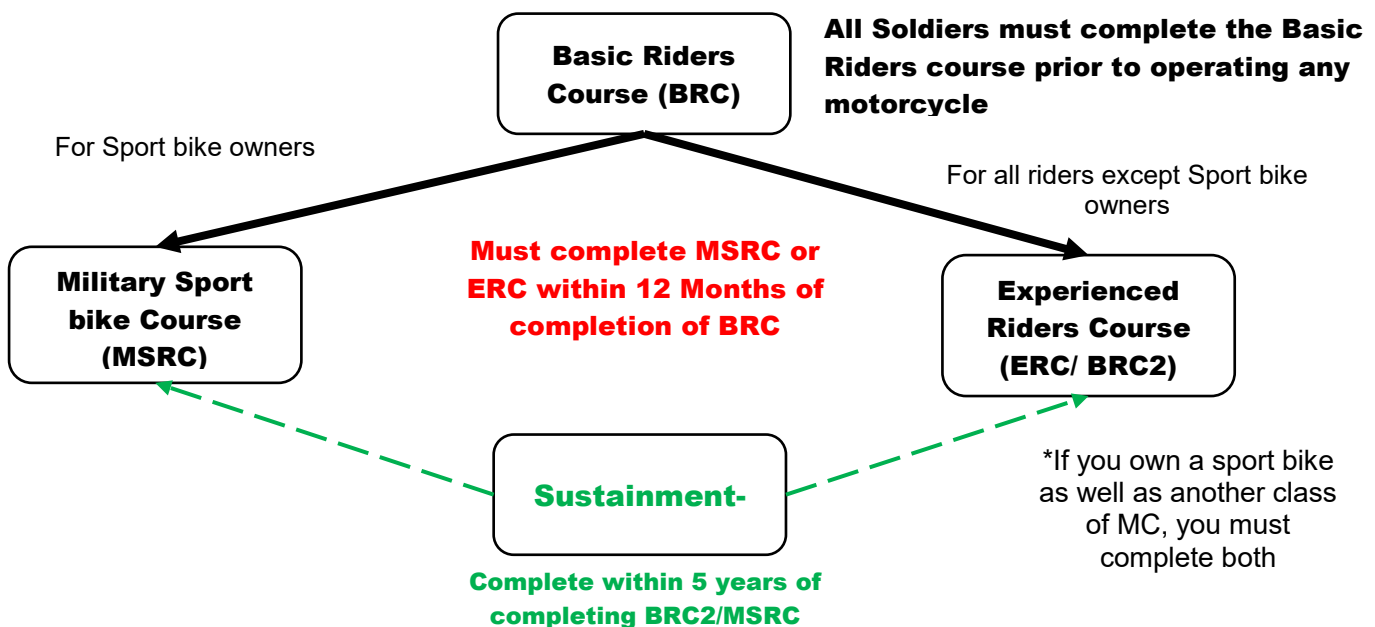 Basic Riders
Course (BRC)
All Soldiers must complete the Basic
Riders course prior to operating any
motorcycle
For Sport bike owners
For all riders except Sport bike
owners
Military Sport
bike Course
(MSRC)
Must complete MSRC or
ERC within 12 Months of
completion of BRC
Experienced
Riders Course
(ERC/ BRC2)
Sustainment-
Complete within 5 years of
completing BRC2/MSRC
*If you own a sport bike
as well as another class
of MC, you must
complete both